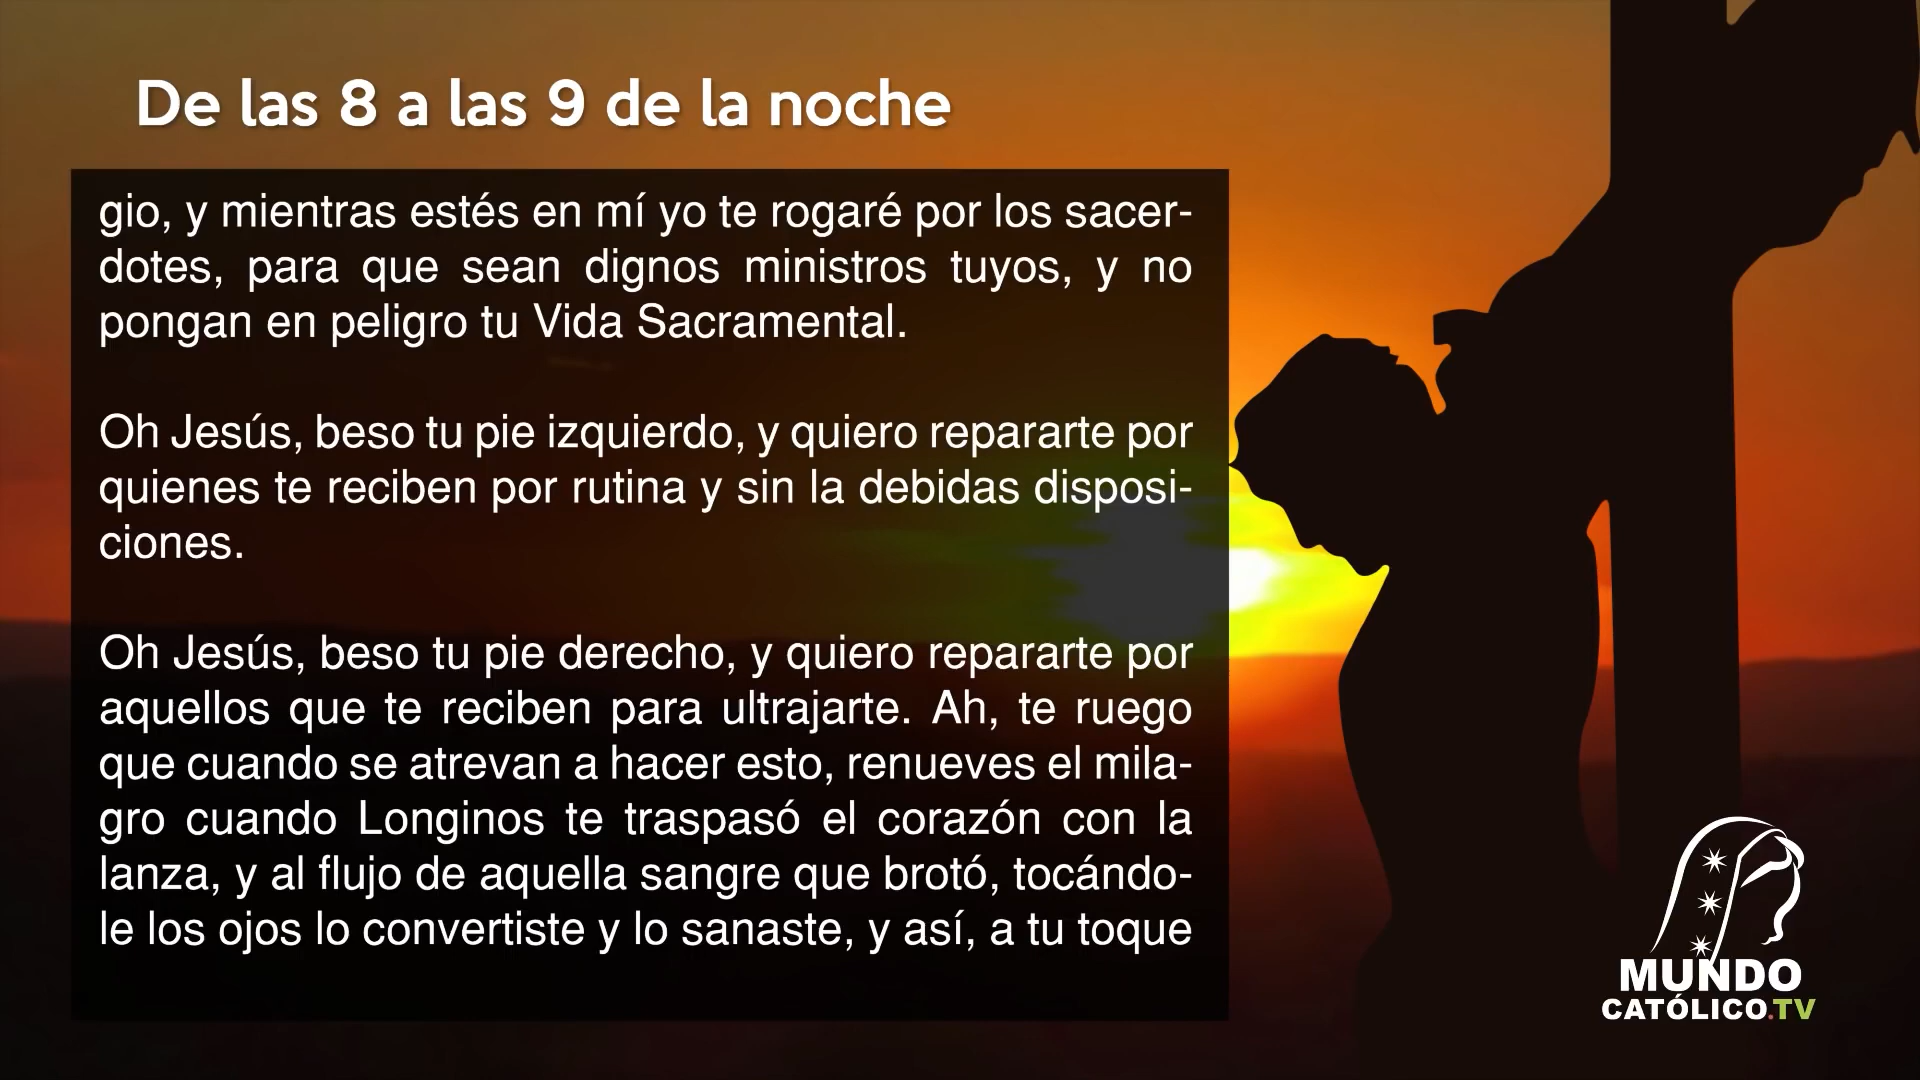 De las 8 a las 9 de la noche
gio, y mientras estés en mí yo te rogaré por los sacer-
dotes, para que sean dignos ministros tuyos, y no
pongan en peligro tu Vida Sacramental.
Oh Jesús, beso tu pie izquierdo, y quiero repararte por
quienes te reciben por rutina y sin la debidas disposi-
ciones.
Oh Jesús, beso tu pie derecho, y quiero repararte por
aquellos que te reciben para ultrajarte. Ah, te ruego
que cuando se atrevan a hacer esto, renueves el mila-
gro cuando Longinos te traspasó el corazón con la
lanza, y al flujo de aquella sangre que brotó, tocándo-
le los ojos lo convertiste y lo sanaste, y así, a tu toque
MUNDO
CATÓLICO.TV